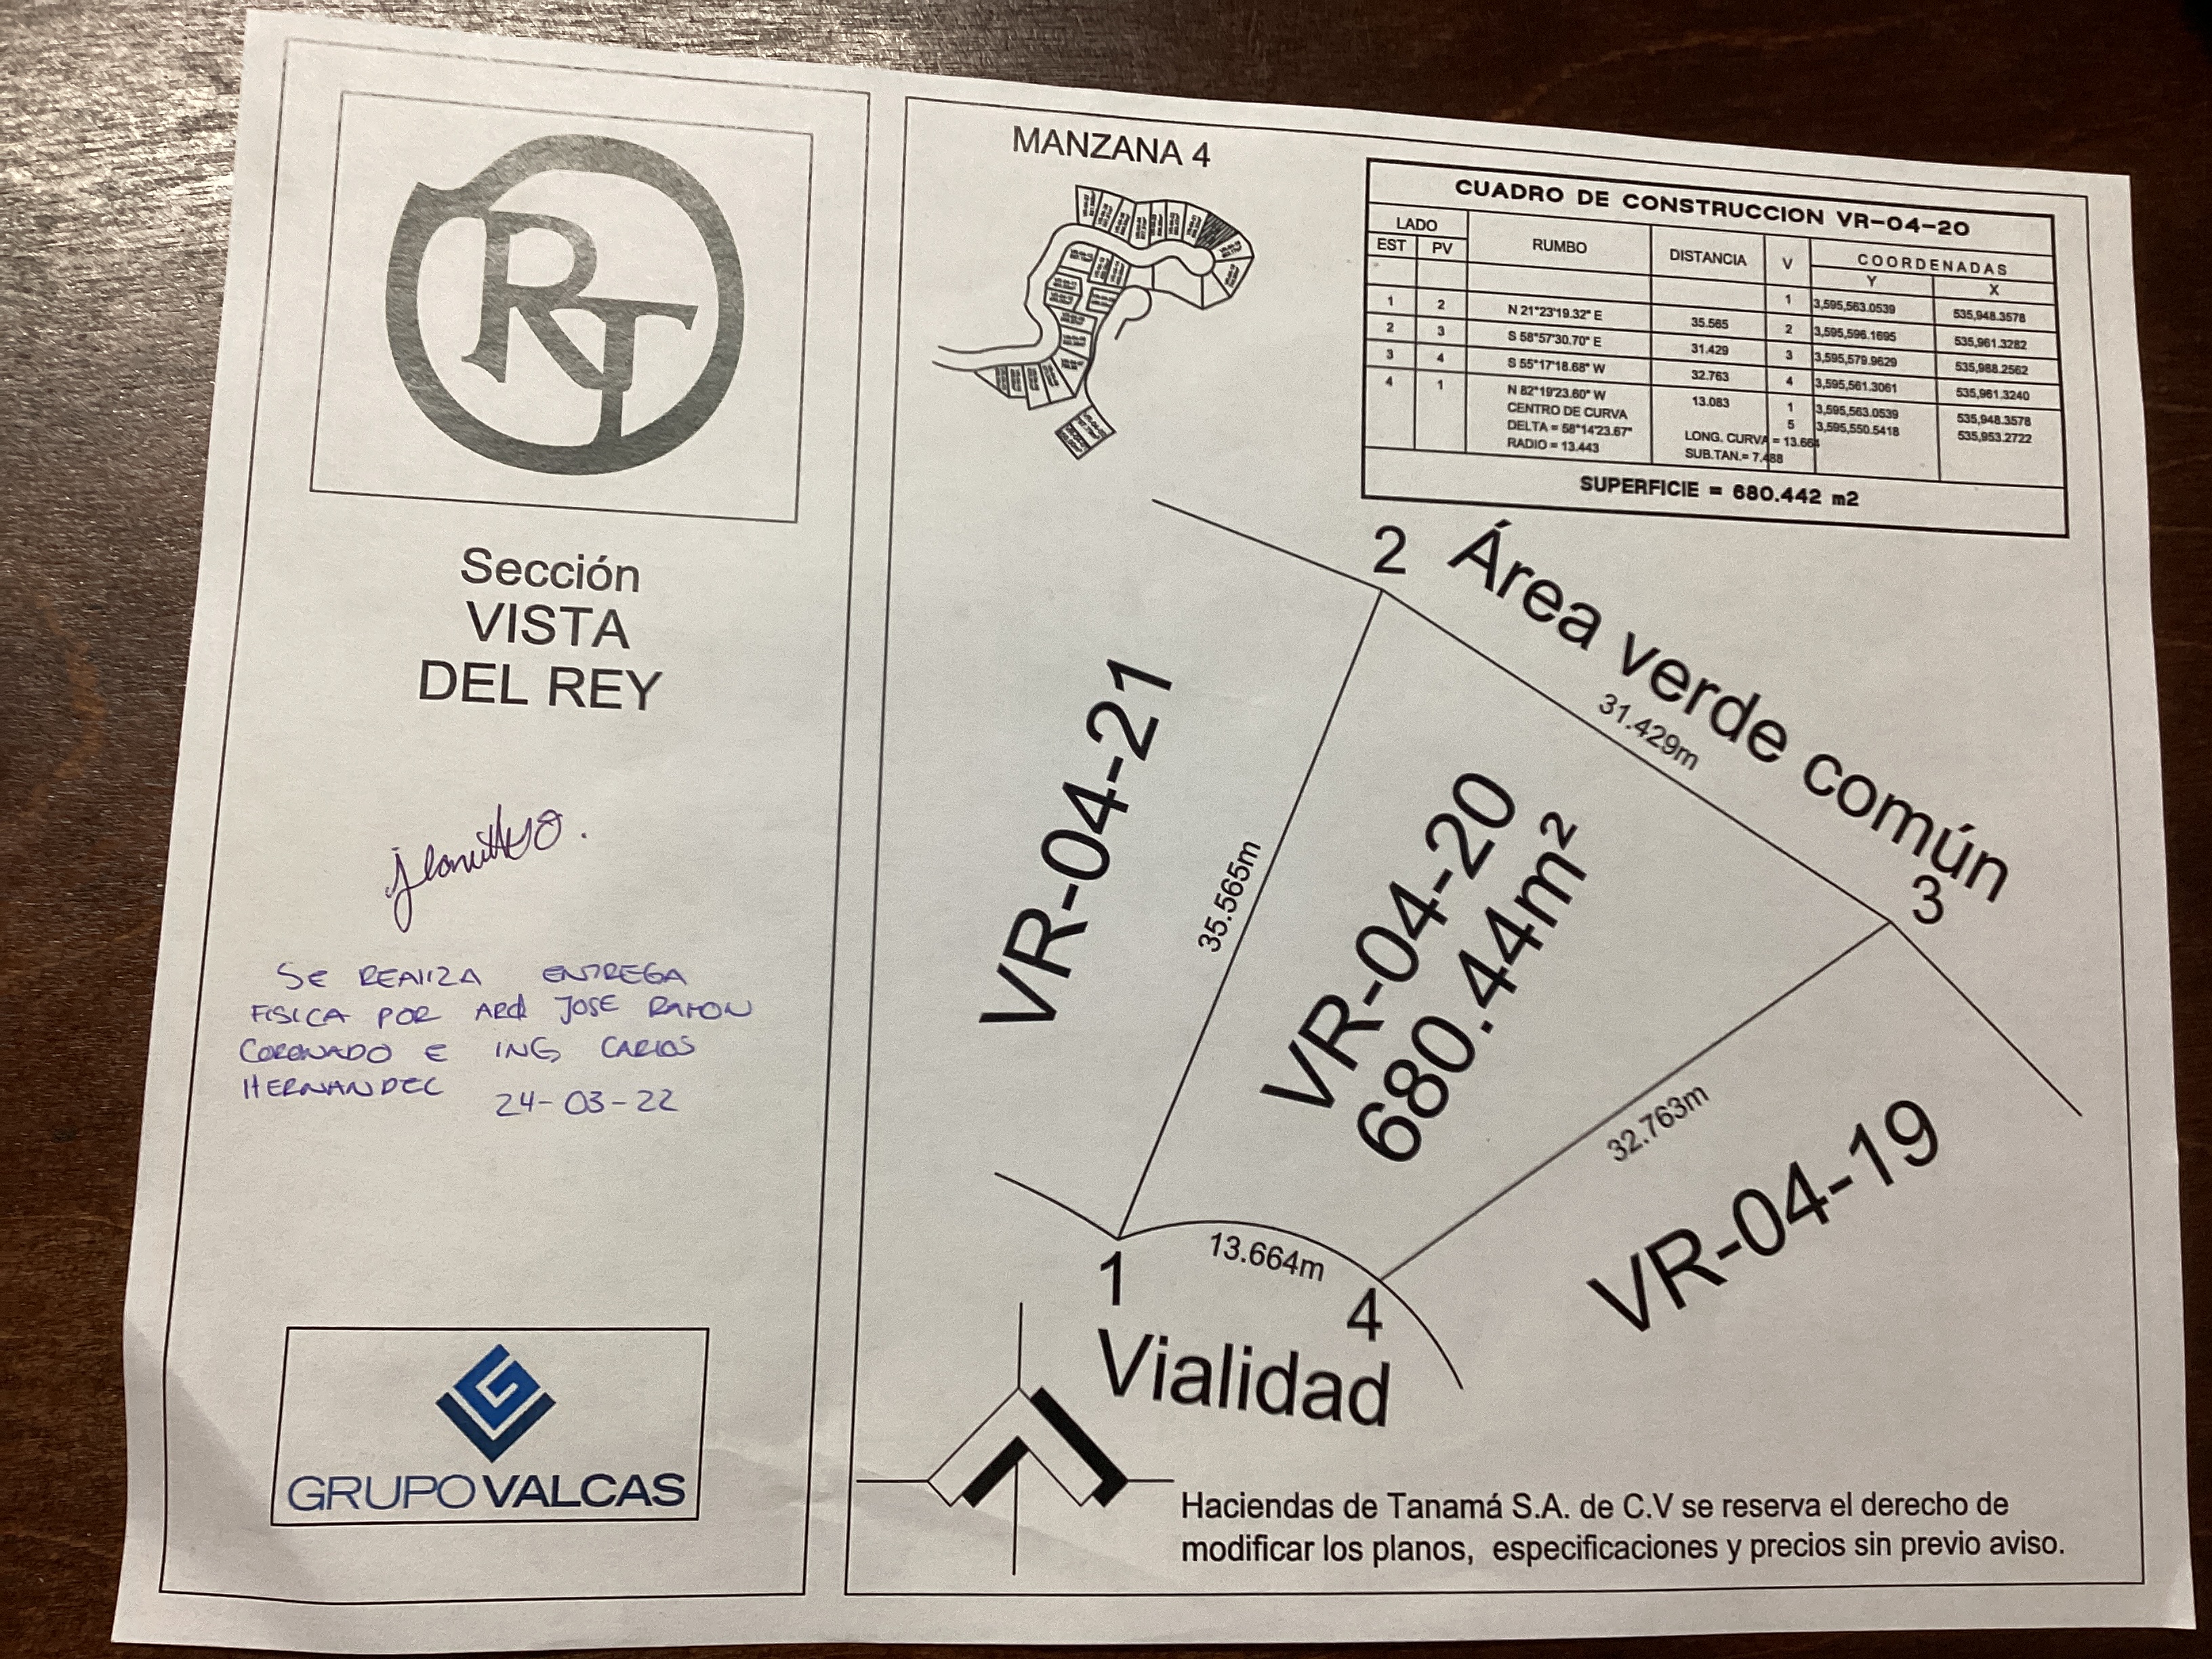 RT
Sección
VISTA
DEL REY
SE REALIZA ENTREGA
FISICA POR ARQ JOSE RAMON
CORONADO E ING CARLOS
HERNANDEC 24-03-22
GRUPO VALCAS
MANZANA 4
CUADRO DE CONSTRUCCION VR-04-20
LADO RUMBO DISTANCIA V COORDENADAS
EST PV Y X
1 3,595,563.0539 535,948.3578
1 2 N 21°23'19.32" E 35.565 2 3,595,596.1695 535,961.3282
2 3 S 58°57'30.70" E 31.429 3 3,595,579.9629 535,988.2562
3 4 S 55°17'18.68" W 32.763 4 3,595,561.3061 535,961.3240
4 1 N 82°19'23.60" W 13.083 1 3,595,563.0539 535,948.3578
CENTRO DE CURVA 5 3,595,550.5418 535,953.2722
DELTA = 58°14'23.67" LONG. CURVA = 13.664
RADIO = 13.443 SUB.TAN.= 7.488
SUPERFICIE = 680.442 m2
2
Área verde común
31.429m
3
VR-04-21
35.565m
VR-04-20
680.44m²
32.763m
VR-04-19
1
13.664m
4
Vialidad
Haciendas de Tanamá S.A. de C.V se reserva el derecho de
modificar los planos, especificaciones y precios sin previo aviso.